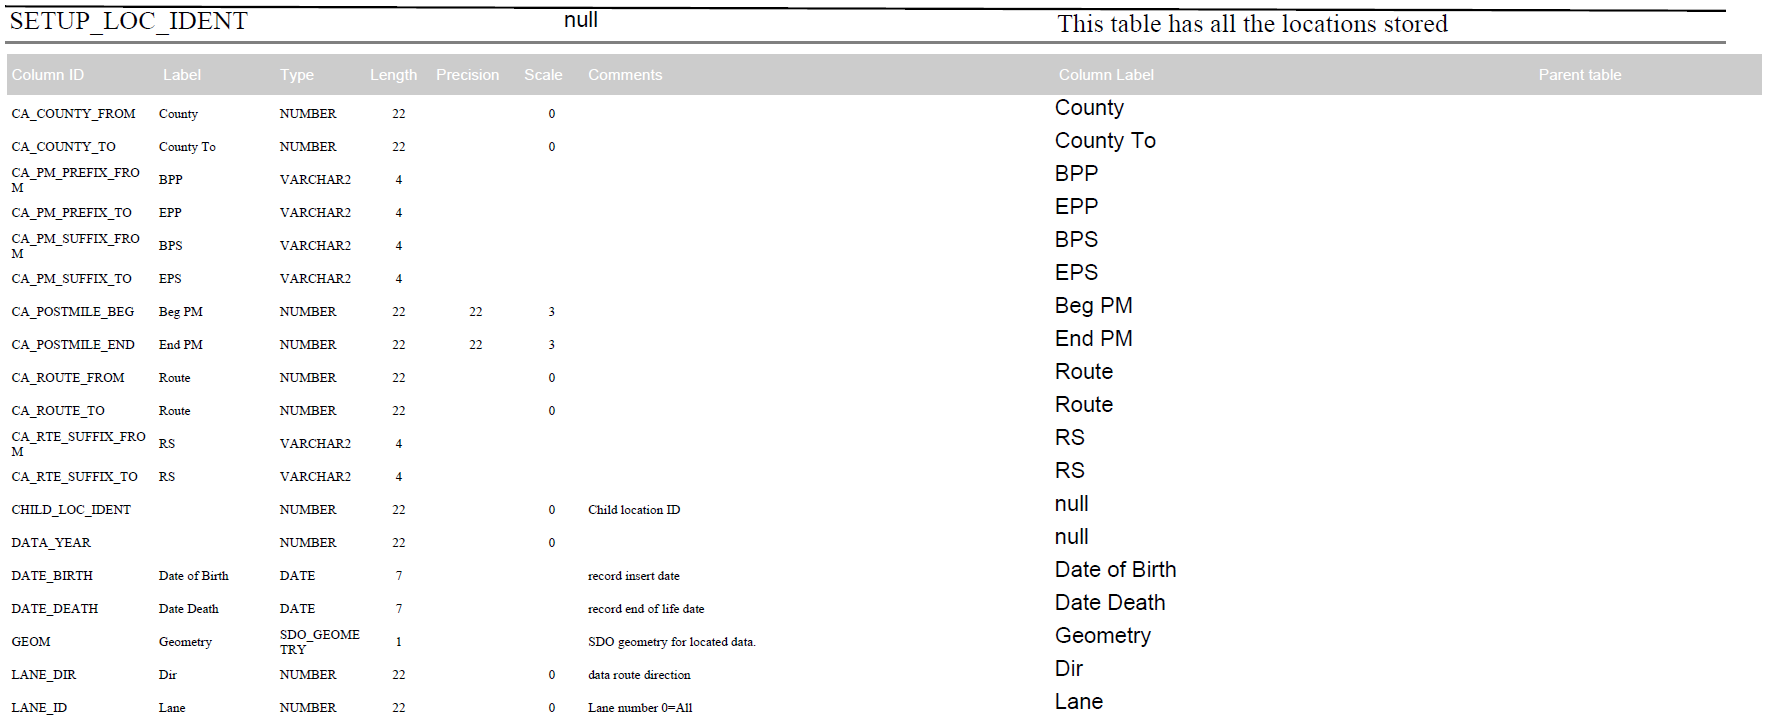 SETUP_LOC_IDENT null This table has all the locations stored
Column ID Label Type Length Precision Scale Comments Column Label Parent table
CA_COUNTY_FROM County NUMBER 22 0 County
CA_COUNTY_TO County To NUMBER 22 0 County To
CA_PM_PREFIX_FRO
M BPP VARCHAR2 4 BPP
CA_PM_PREFIX_TO EPP VARCHAR2 4 EPP
CA_PM_SUFFIX_FRO
M BPS VARCHAR2 4 BPS
CA_PM_SUFFIX_TO EPS VARCHAR2 4 EPS
CA_POSTMILE_BEG Beg PM NUMBER 22 22 3 Beg PM
CA_POSTMILE_END End PM NUMBER 22 22 3 End PM
CA_ROUTE_FROM Route NUMBER 22 0 Route
CA_ROUTE_TO Route NUMBER 22 0 Route
CA_RTE_SUFFIX_FRO
M RS VARCHAR2 4 RS
CA_RTE_SUFFIX_TO RS VARCHAR2 4 RS
CHILD_LOC_IDENT NUMBER 22 0 Child location ID null
DATA_YEAR NUMBER 22 0 null
DATE_BIRTH Date of Birth DATE 7 record insert date Date of Birth
DATE_DEATH Date Death DATE 7 record end of life date Date Death
GEOM Geometry SDO_GEOME
TRY 1 SDO geometry for located data. Geometry
LANE_DIR Dir NUMBER 22 0 data route direction Dir
LANE_ID Lane NUMBER 22 0 Lane number 0=All Lane